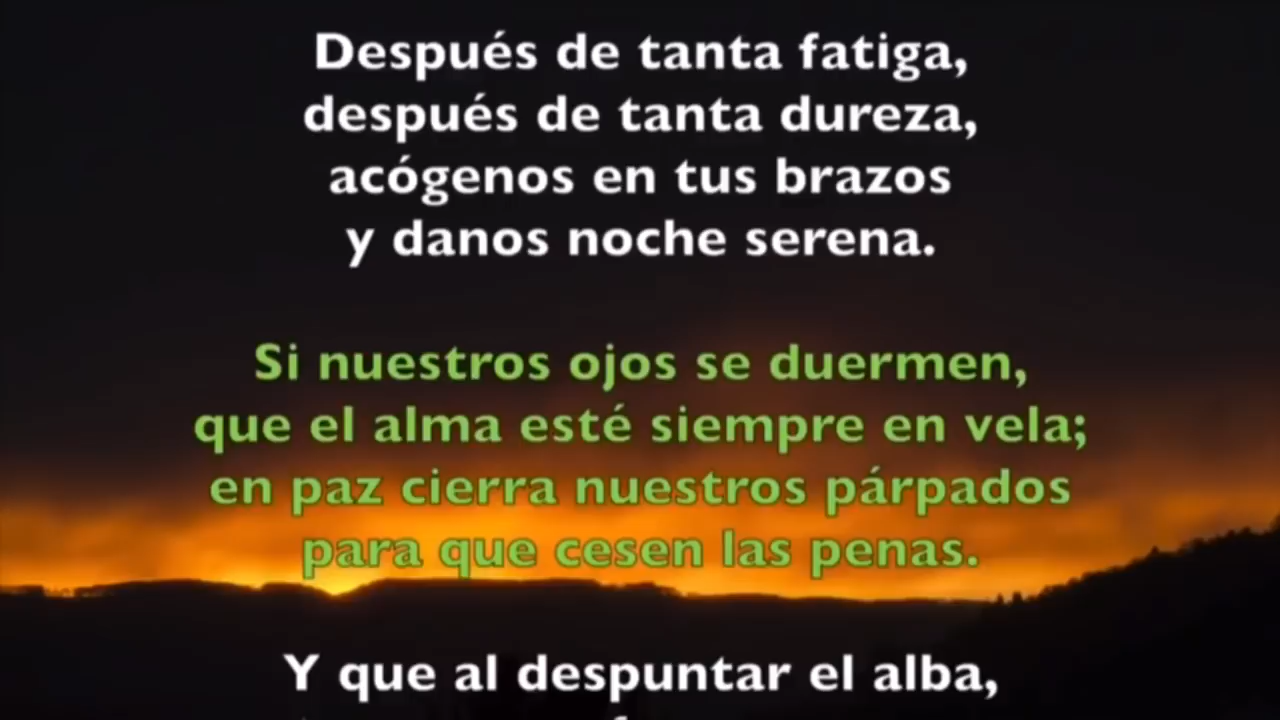 Después de tanta fatiga,
después de tanta dureza,
acógenos en tus brazos
y danos noche serena.
Si nuestros ojos se duermen,
que el alma esté siempre en vela;
en paz cierra nuestros párpados
para que cesen las penas.
Y que al despuntar el alba,